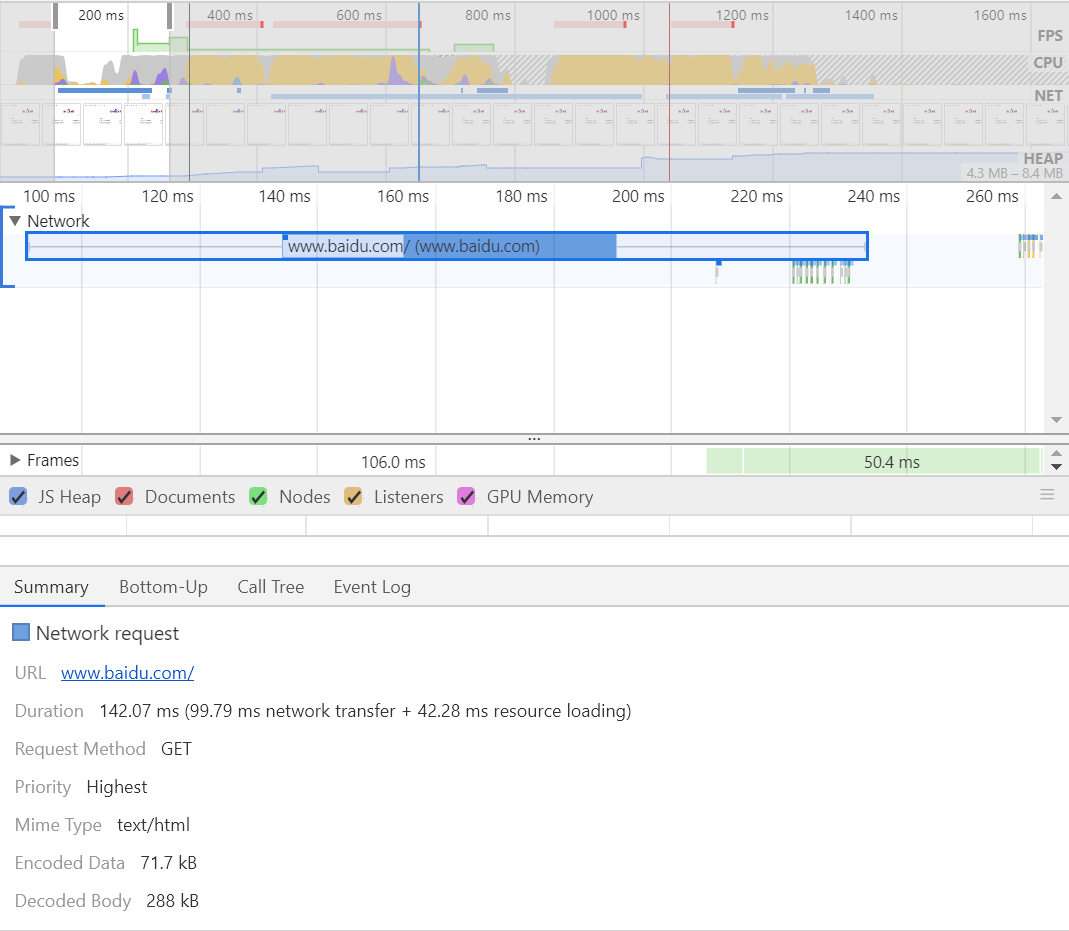 200 ms 400 ms 600 ms 800 ms 1000 ms 1200 ms 1400 ms 1600 ms
FPS
CPU
NET
HEAP
4.3 MB – 8.4 MB
100 ms 120 ms 140 ms 160 ms 180 ms 200 ms 220 ms 240 ms 260 ms
Network
www.baidu.com/ (www.baidu.com)
...
Frames 106.0 ms 50.4 ms
JS Heap Documents Nodes Listeners GPU Memory
Summary Bottom-Up Call Tree Event Log
Network request
URL www.baidu.com/
Duration 142.07 ms (99.79 ms network transfer + 42.28 ms resource loading)
Request Method GET
Priority Highest
Mime Type text/html
Encoded Data 71.7 kB
Decoded Body 288 kB